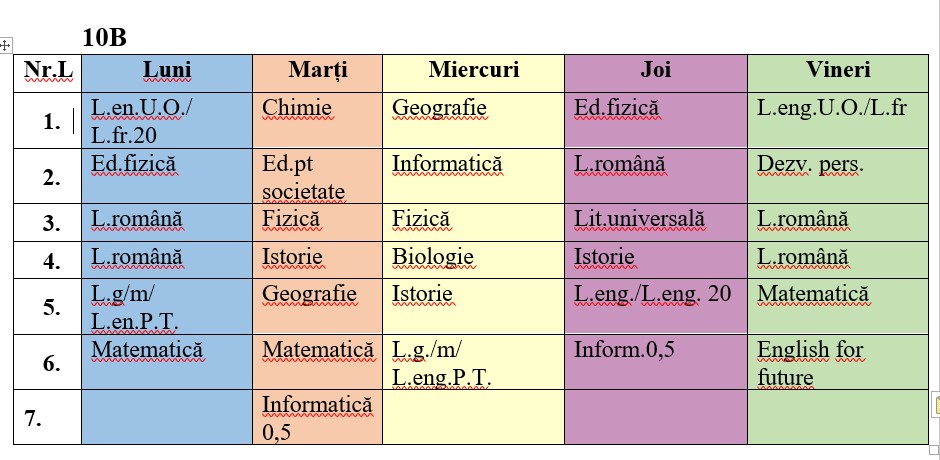 10B
Nr.L Luni Marți Miercuri Joi Vineri
1. L.en.U.O./ Chimie Geografie Ed.fizică L.eng.U.O./L.fr
L.fr.20
2. Ed.fizică Ed.pt Informatică L.română Dezv. pers.
societate
3. L.română Fizică Fizică Lit.universală L.română
4. L.română Istorie Biologie Istorie L.română
5. L.g/m/ Geografie Istorie L.eng./L.eng. 20 Matematică
L.en.P.T.
6. Matematică Matematică L.g./m/ Inform.0,5 English for
L.eng.P.T. future
7. Informatică
0,5